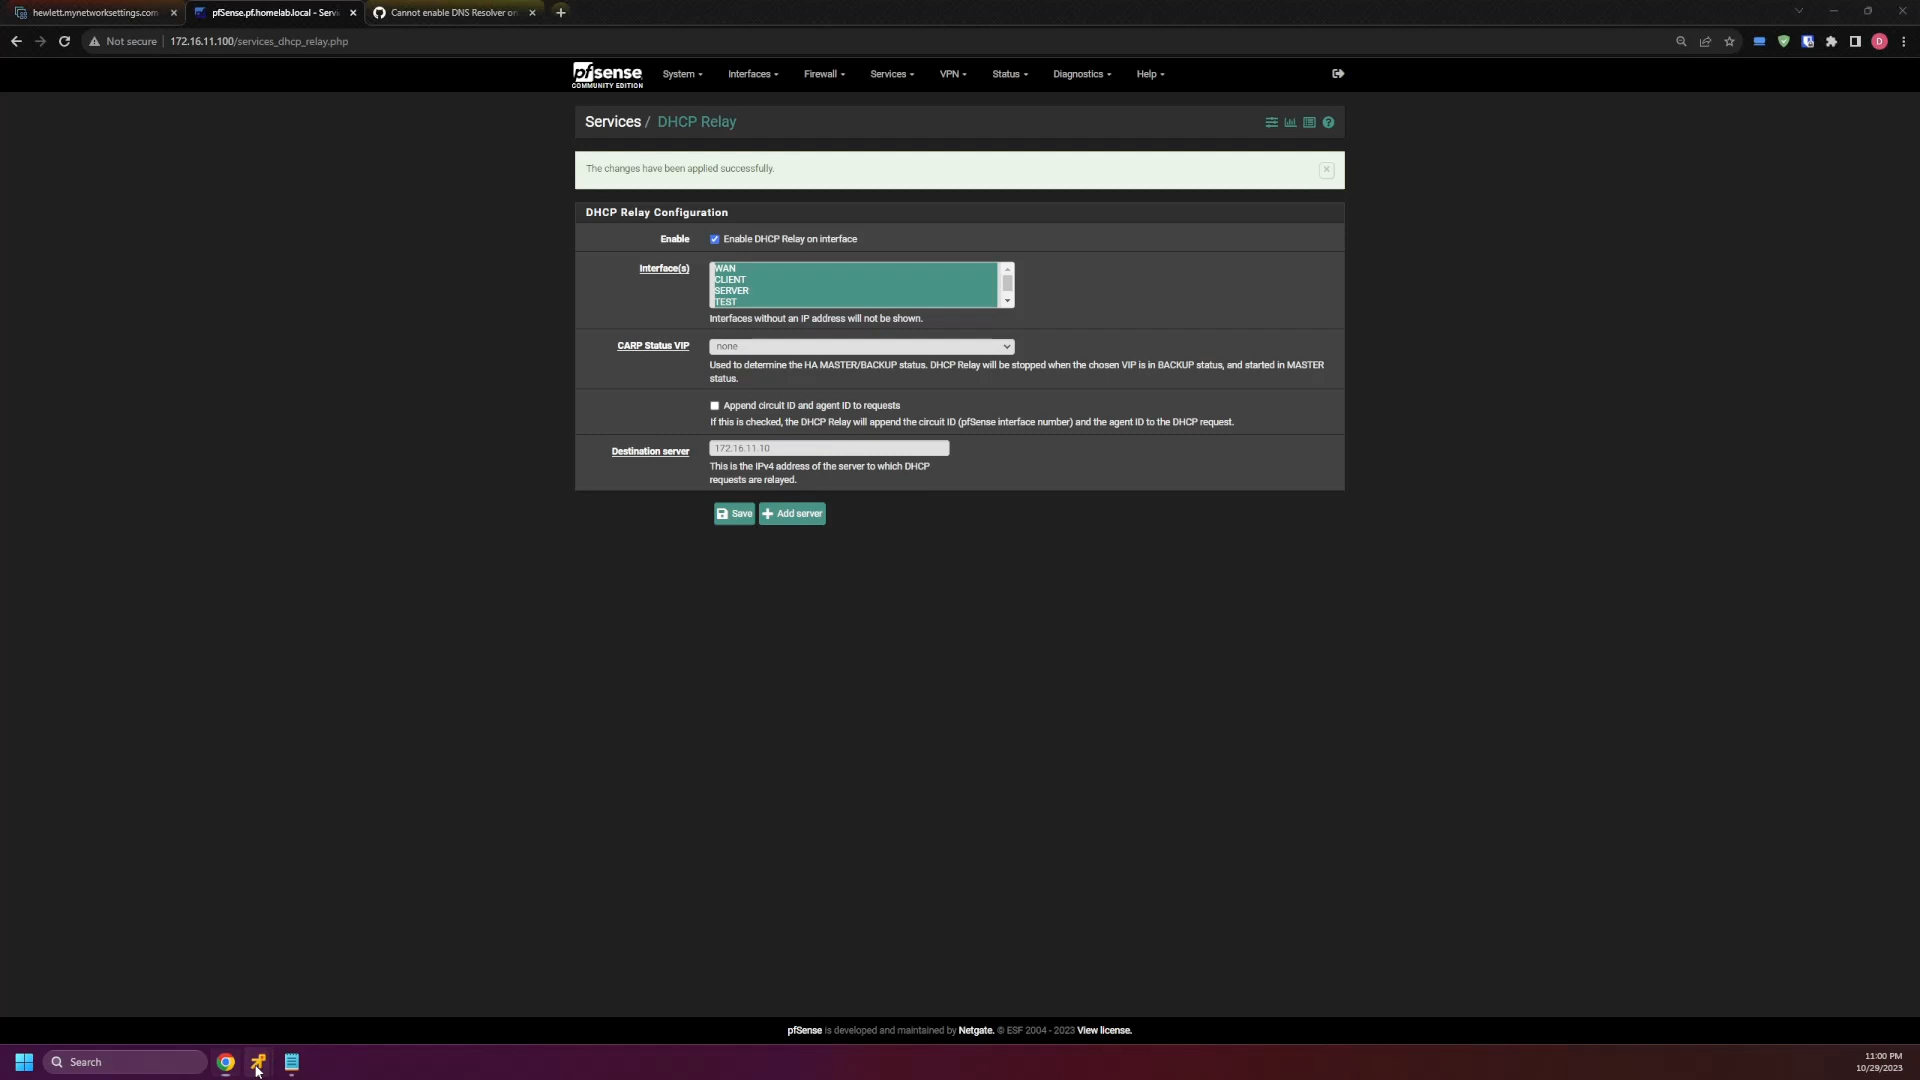 hewlett.mynetworksettings.com
pfSense.pf.homelab.local - Servi
Cannot enable DNS Resolver on
Not secure
172.16.11.100/services_dhcp_relay.php
D
pfsense
COMMUNITY EDITION
System
Interfaces
Firewall
Services
VPN
Status
Diagnostics
Help
Services / DHCP Relay
The changes have been applied successfully.
DHCP Relay Configuration
Enable
Enable DHCP Relay on interface
Interface(s)
WAN
CLIENT
SERVER
TEST
Interfaces without an IP address will not be shown.
CARP Status VIP
none
Used to determine the HA MASTER/BACKUP status. DHCP Relay will be stopped when the chosen VIP is in BACKUP status, and started in MASTER
status.
Append circuit ID and agent ID to requests
If this is checked, the DHCP Relay will append the circuit ID (pfSense interface number) and the agent ID to the DHCP request.
Destination server
172.16.11.10
This is the IPv4 address of the server to which DHCP
requests are relayed.
Save
Add server
pfSense is developed and maintained by Netgate. © ESF 2004 - 2023 View license.
Search
11:00 PM
10/29/2023